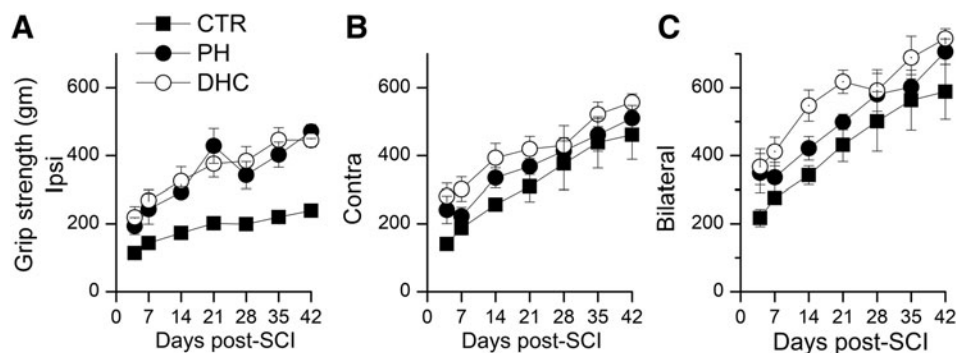 A
CTR
PH
DHC
Grip strength (gm)
Ipsi
600
400
200
0
0 7 14 21 28 35 42
Days post-SCI
B
Contra
600
400
200
0
0 7 14 21 28 35 42
Days post-SCI
C
Bilateral
600
400
200
0
0 7 14 21 28 35 42
Days post-SCI